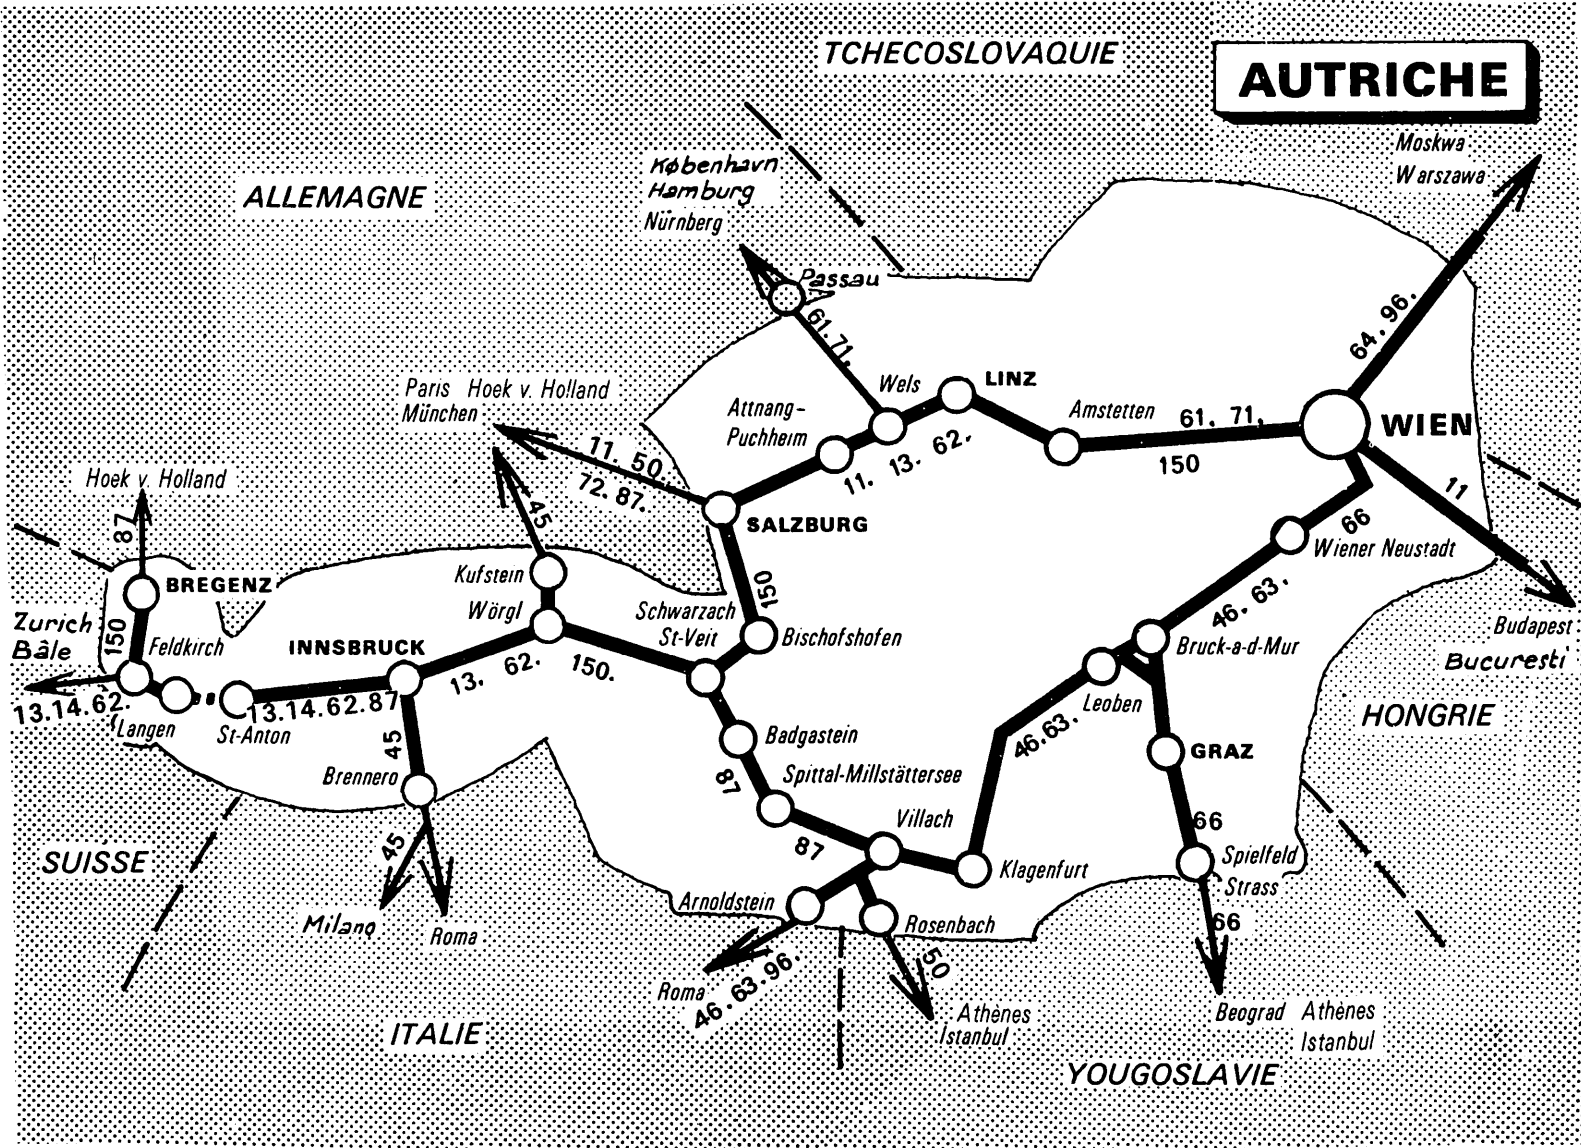 TCHECOSLOVAQUIE
AUTRICHE
Moskwa
Warszawa
København
Hamburg
Nürnberg
ALLEMAGNE
Passau
61.71.
64.96.
Paris Hoek v. Holland
München
Wels
LINZ
Attnang-
Puchheim
Amstetten
61. 71,
WIEN
150
11. 13. 62.
11. 50.
72.87.
45
Hoek v. Holland
87
SALZBURG
11
66
Wiener Neustadt
Kufstein
BREGENZ
150
Wörgl
Schwarzach
St-Veit
Bischofshofen
46. 63.
Zurich
Bâle
150
Feldkirch
INNSBRUCK
13. 62.
150.
Bruck-a-d-Mur
Budapest
Bucuresti
13.14.62.
Langen
St-Anton
13.14.62.87
Leoben
46.63.
HONGRIE
45
Brennero
Badgastein
87
Spittal-Millstättersee
GRAZ
Villach
87
66
SUISSE
45
Klagenfurt
Spielfeld
Strass
Milano
Roma
Arnoldstein
Rosenbach
66
Roma
46.63.96.
50
Athènes
Istanbul
Beograd Athènes
Istanbul
ITALIE
YOUGOSLAVIE